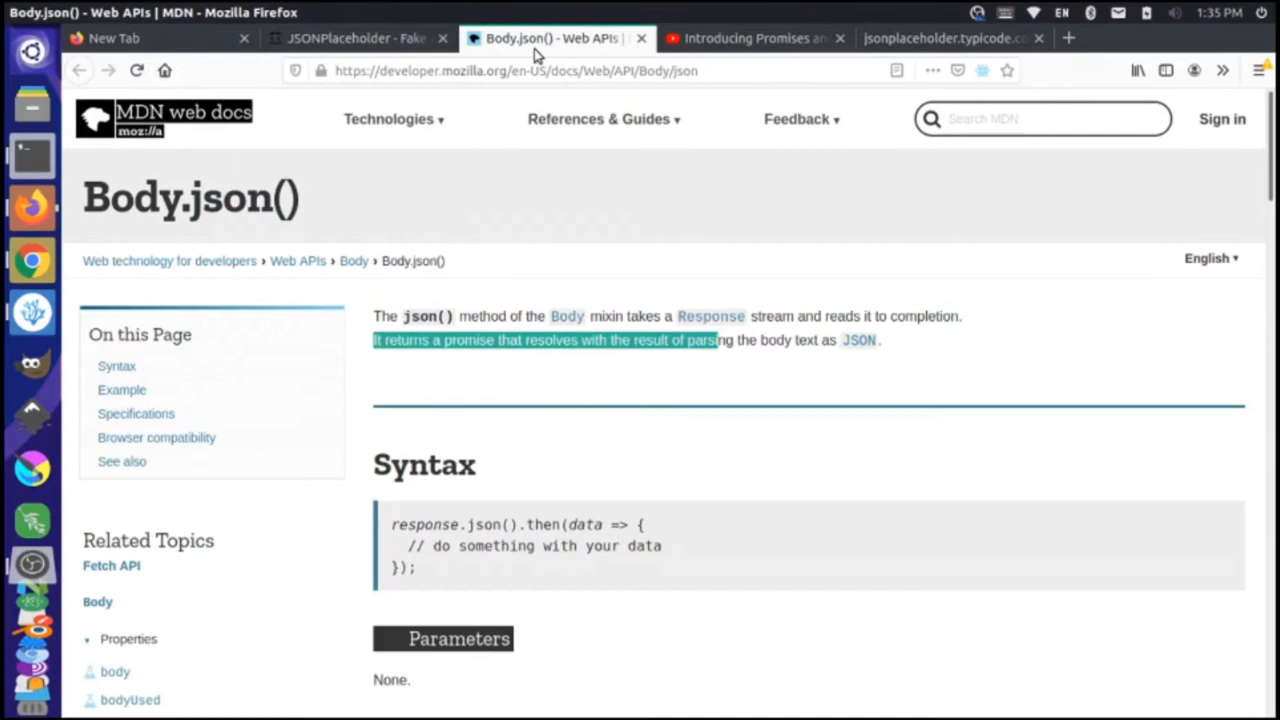 Body.json() - Web APIs | MDN - Mozilla Firefox
EN
1:35 PM
New Tab
JSONPlaceholder - Fake
Body.json() - Web APIs |
Introducing Promises an
jsonplaceholder.typicode.co
https://developer.mozilla.org/en-US/docs/Web/API/Body/json
MDN web docs
moz://a
Technologies ▾
References & Guides ▾
Feedback ▾
Search MDN
Sign in
Body.json()
Web technology for developers › Web APIs › Body › Body.json()
English ▾
On this Page
Syntax
Example
Specifications
Browser compatibility
See also
Related Topics
Fetch API
Body
Properties
body
bodyUsed
The json() method of the Body mixin takes a Response stream and reads it to completion.
It returns a promise that resolves with the result of parsing the body text as JSON.
Syntax
response.json().then(data => {
// do something with your data
});
Parameters
None.